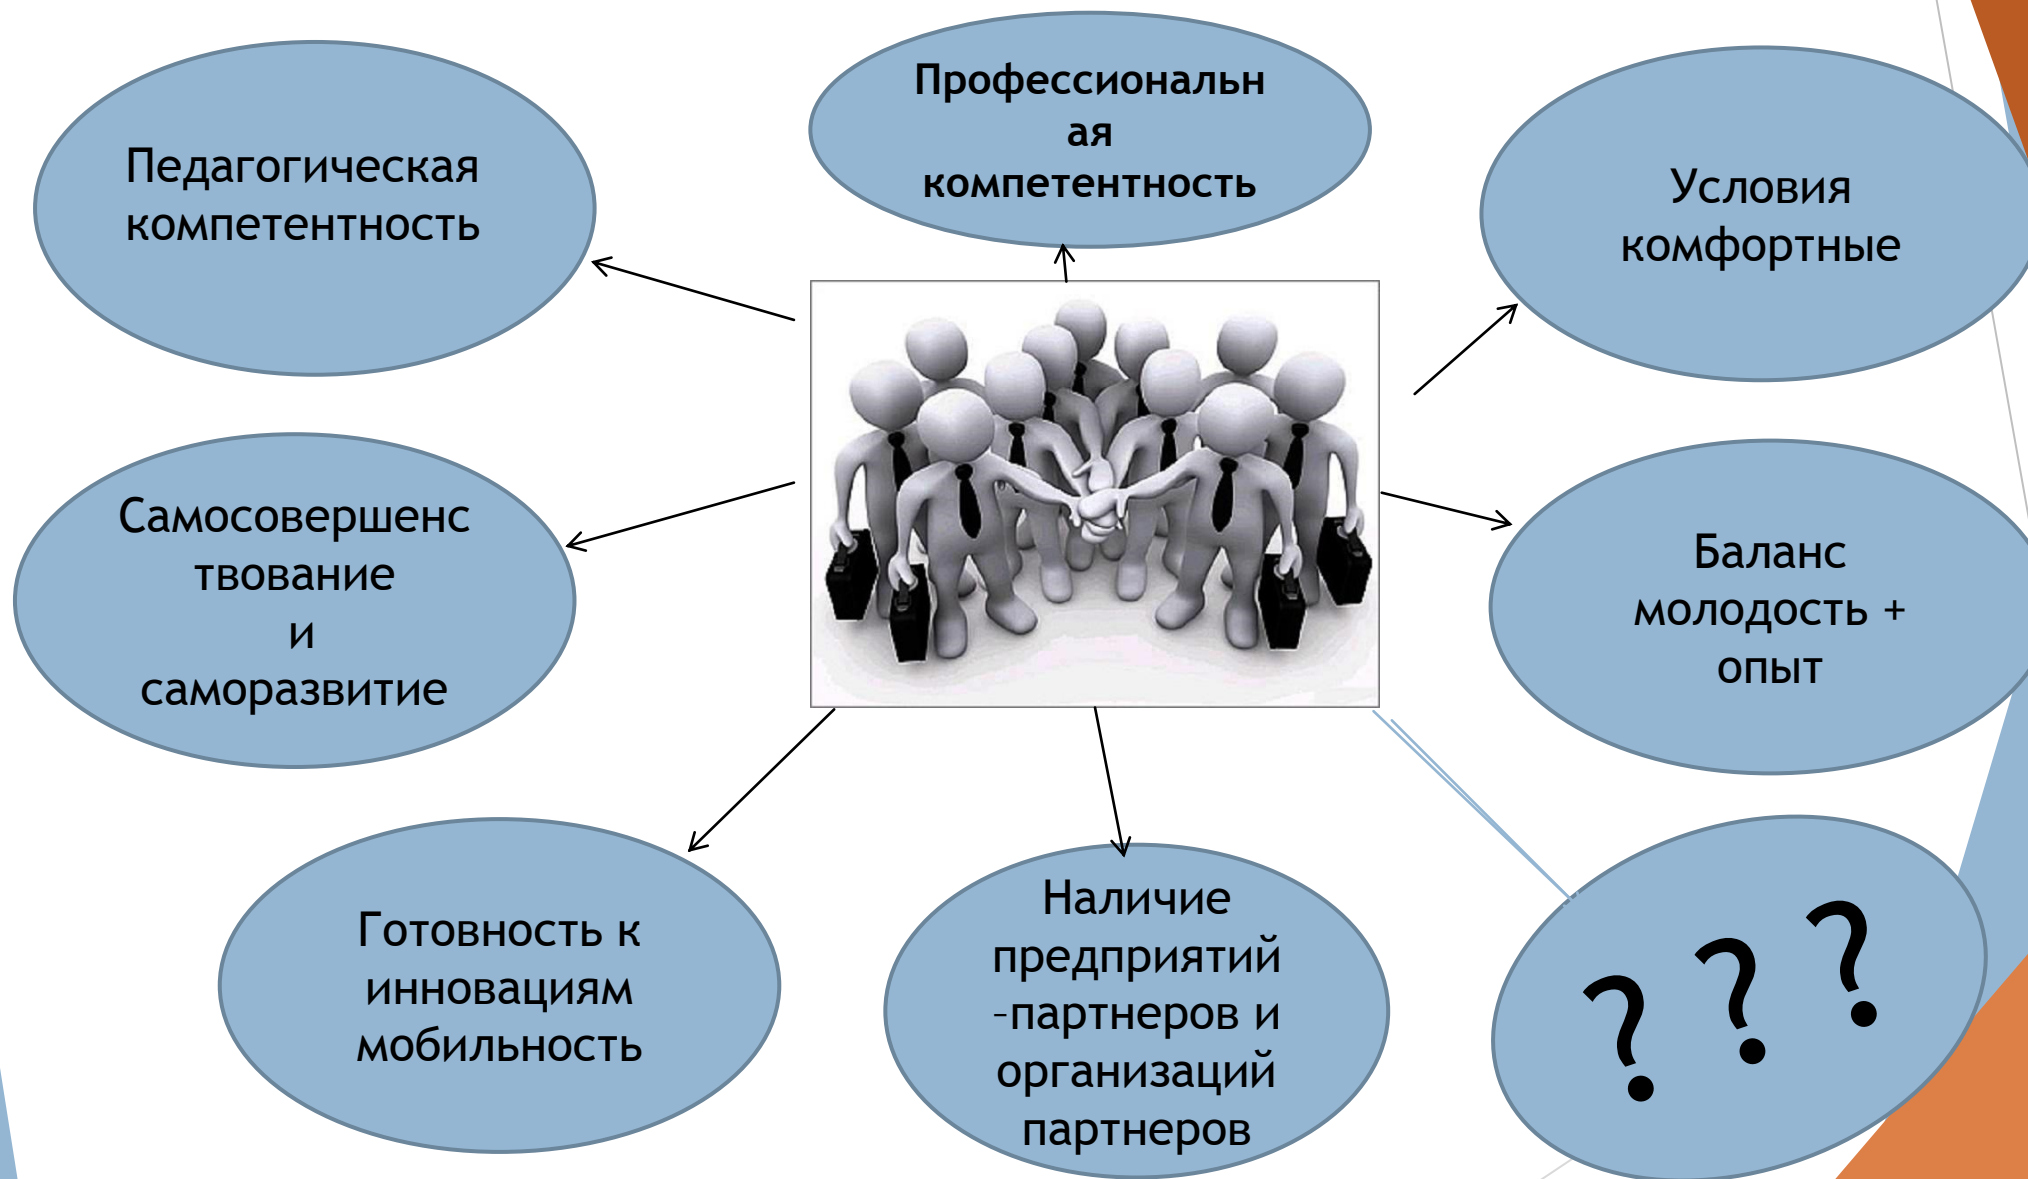 Педагогическая
компетентность
Профессиональн
ая
компетентность
Условия
комфортные
Самосовершенс
твование
и
саморазвитие
Баланс
молодость +
опыт
Готовность к
инновациям
мобильность
Наличие
предприятий
–партнеров и
организаций
партнеров
? ? ?